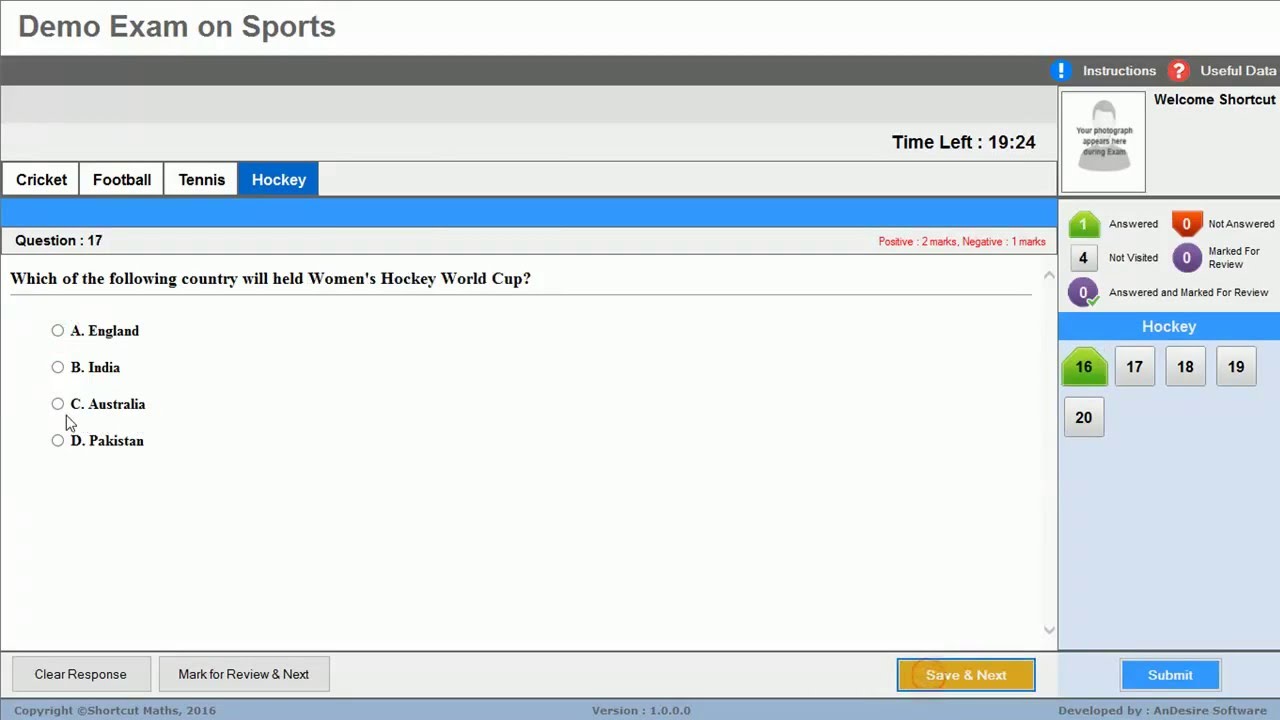 Demo Exam on Sports
! Instructions ? Useful Data
Your photograph
appears here
during Exam
Welcome Shortcut
Time Left : 19:24
Cricket Football Tennis Hockey
1 Answered 0 Not Answered
Question : 17 Positive : 2 marks, Negative : 1 marks
4 Not Visited 0 Marked For
Review
0 Answered and Marked For Review
Which of the following country will held Women's Hockey World Cup?
A. England
B. India
C. Australia
D. Pakistan
Hockey
16 17 18 19
20
Clear Response Mark for Review & Next Save & Next Submit
Copyright ©Shortcut Maths, 2016 Version : 1.0.0.0 Developed by : AnDesire Software